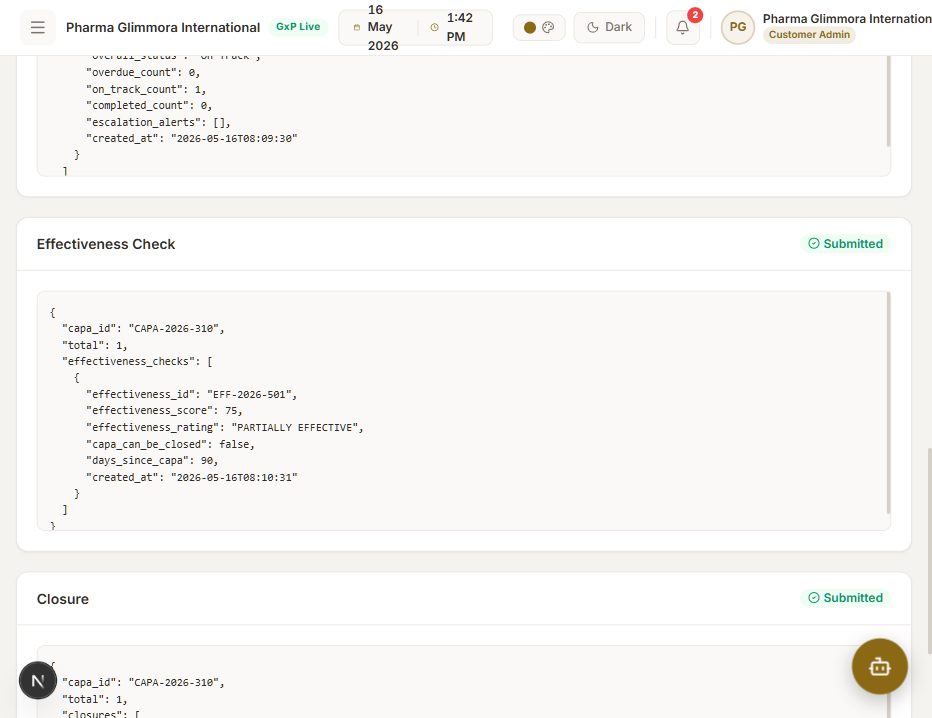 Pharma Glimmora International
GxP Live
16 May 2026
1:42 PM
Dark
2
PG
Pharma Glimmora Internation
Customer Admin
"overall_status": "On Track",
"overdue_count": 0,
"on_track_count": 1,
"completed_count": 0,
"escalation_alerts": [],
"created_at": "2026-05-16T08:09:30"
}
]
Effectiveness Check
Submitted
{
"capa_id": "CAPA-2026-310",
"total": 1,
"effectiveness_checks": [
{
"effectiveness_id": "EFF-2026-501",
"effectiveness_score": 75,
"effectiveness_rating": "PARTIALLY EFFECTIVE",
"capa_can_be_closed": false,
"days_since_capa": 90,
"created_at": "2026-05-16T08:10:31"
}
]
}
Closure
Submitted
{
"capa_id": "CAPA-2026-310",
"total": 1,
"closures": [
N